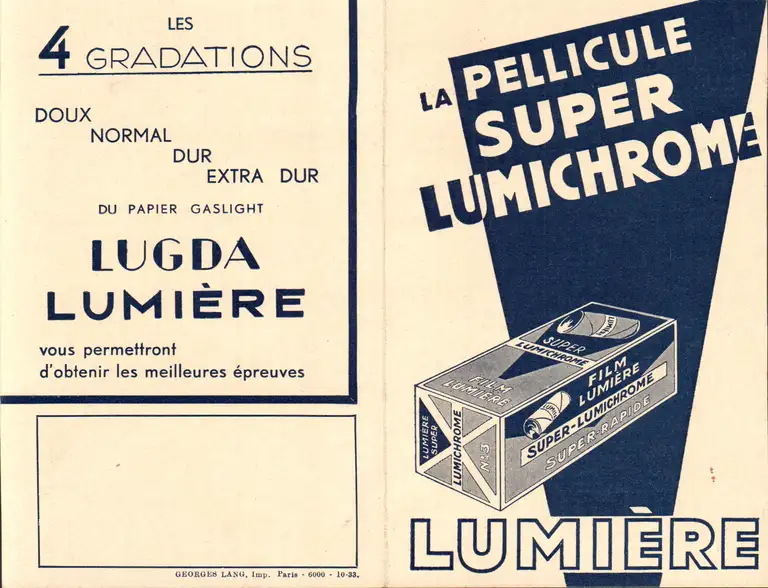 LES
4 GRADATIONS
DOUX
NORMAL
DUR
EXTRA DUR
DU PAPIER GASLIGHT
LUGDA
LUMIÈRE
vous permettront
d'obtenir les meilleures épreuves
GEORGES LANG, Imp. Paris - 6000 - 10-33.
LA PELLICULE
SUPER
LUMICHROME
SUPER
LUMICHROME
FILM
LUMIÈRE
FILM
LUMIÈRE
SUPER-LUMICHROME
SUPER-RAPIDE
LUMIÈRE
SUPER
LUMICHROME
Nº3
LUMIÈRE